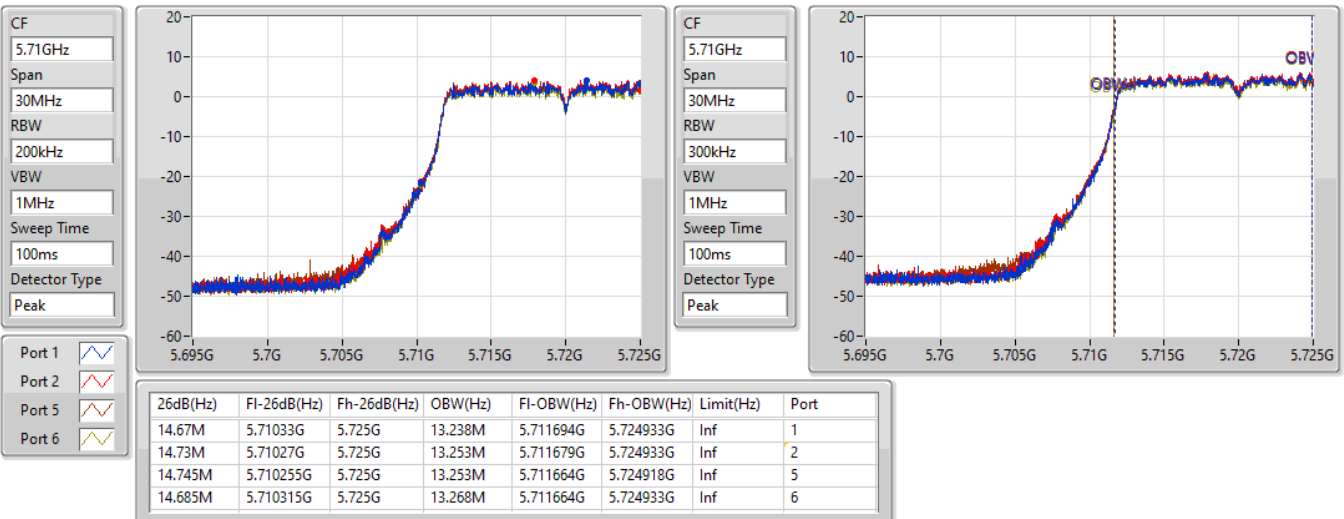 CF
5.71GHz
Span
30MHz
RBW
200kHz
VBW
1MHz
Sweep Time
100ms
Detector Type
Peak
20
10
0
-10
-20
-30
-40
-50
-60
5.695G 5.7G 5.705G 5.71G 5.715G 5.72G 5.725G
CF
5.71GHz
Span
30MHz
RBW
300kHz
VBW
1MHz
Sweep Time
100ms
Detector Type
Peak
20
10
0
-10
-20
-30
-40
-50
-60
5.695G 5.7G 5.705G 5.71G 5.715G 5.72G 5.725G
Port 1
Port 2
Port 5
Port 6
26dB(Hz) Fl-26dB(Hz) Fh-26dB(Hz) OBW(Hz) Fl-OBW(Hz) Fh-OBW(Hz) Limit(Hz) Port
14.67M 5.71033G 5.725G 13.238M 5.711694G 5.724933G Inf 1
14.73M 5.71027G 5.725G 13.253M 5.711679G 5.724933G Inf 2
14.745M 5.710255G 5.725G 13.253M 5.711664G 5.724918G Inf 5
14.685M 5.710315G 5.725G 13.268M 5.711664G 5.724933G Inf 6